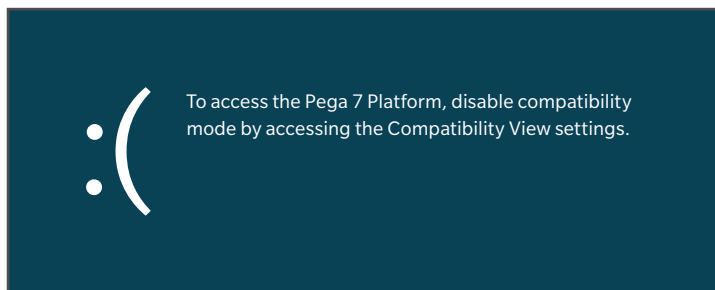 :(
To access the Pega 7 Platform, disable compatibility
mode by accessing the Compatibility View settings.